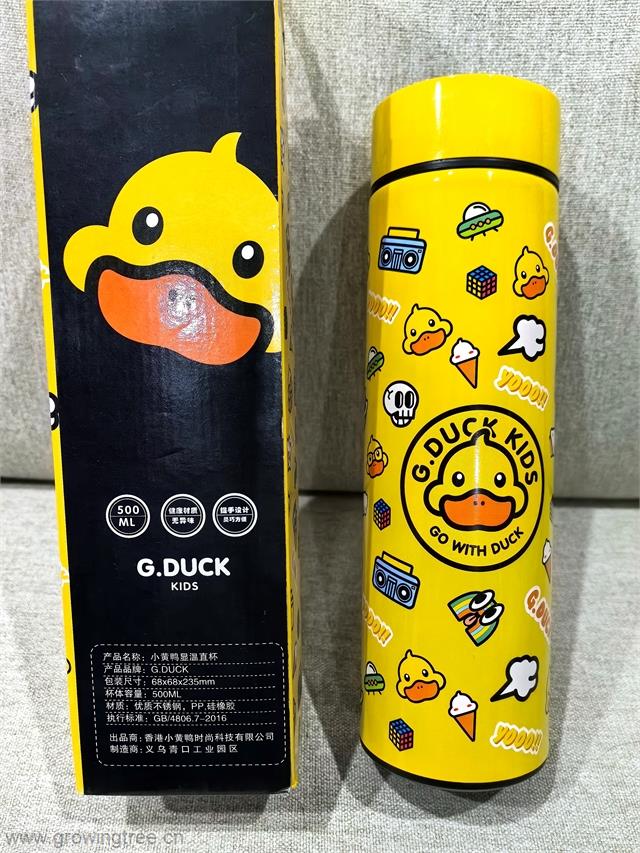 500
ML
健康材质
无异味
提手设计
灵巧方便
G.DUCK
KIDS
产品名称：小黄鸭显温直杯
产品品牌：G.DUCK
包装尺寸：68x68x235mm
杯体容量：500ML
材质：优质不锈钢，PP，硅橡胶
执行标准：GB/4806.7-2016
出品商：香港小黄鸭时尚科技有限公司
制造商：义乌青口工业园区
YOOO!!
G.DUCK KIDS
GO WITH DUCK
G.DUC
YOOO!!
www.growingtree.cn